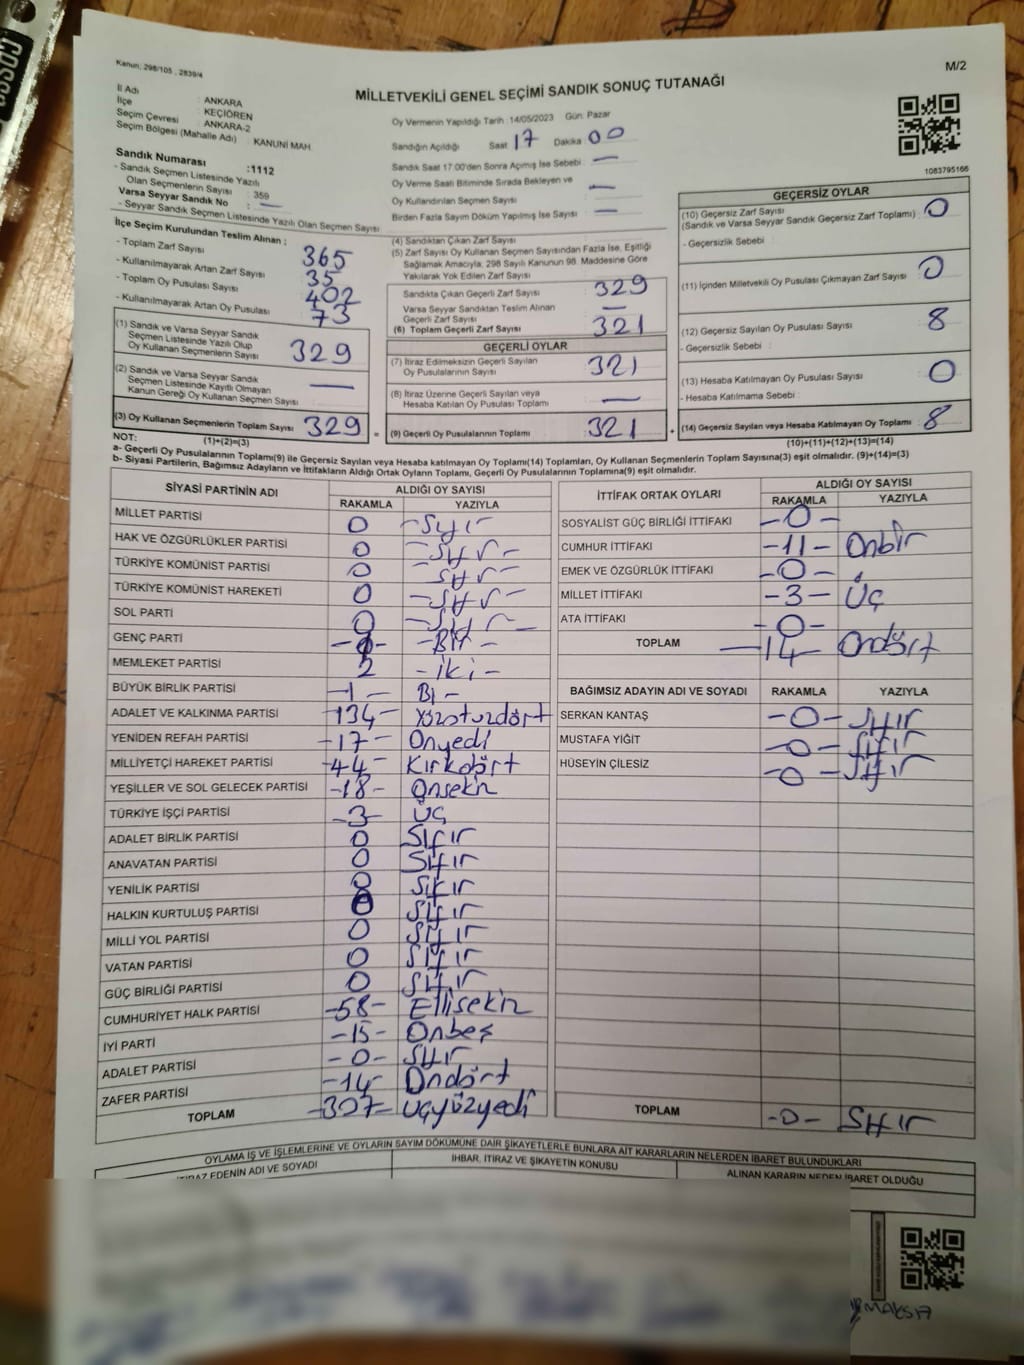 COSSO
Kanun; 298/105 , 2839/4
M/2
MİLLETVEKİLİ GENEL SEÇİMİ SANDIK SONUÇ TUTANAĞI
İl Adı : ANKARA
İlçe : KEÇİÖREN
Seçim Çevresi : ANKARA-2
Seçim Bölgesi (Mahalle Adı) : KANUNİ MAH
Oy Vermenin Yapıldığı Tarih :14/05/2023 Gün: Pazar
Sandığın Açıldığı Saat 17 Dakika : 00
Sandık Saat 17.00'den Sonra Açılmış İse Sebebi : —
Oy Verme Saati Bitiminde Sırada Bekleyen ve
Oy Kullandırılan Seçmen Sayısı : —
Birden Fazla Sayım Döküm Yapılmış İse Sayısı : —
Sandık Numarası :1112
- Sandık Seçmen Listesinde Yazılı
Olan Seçmenlerin Sayısı : 359
Varsa Seyyar Sandık No : —
- Seyyar Sandık Seçmen Listesinde Yazılı Olan Seçmen Sayısı
1083795166
İlçe Seçim Kurulundan Teslim Alınan ;
- Toplam Zarf Sayısı 365
- Kullanılmayarak Artan Zarf Sayısı 35
- Toplam Oy Pusulası Sayısı 402
- Kullanılmayarak Artan Oy Pusulası : 73
(1) Sandık ve Varsa Seyyar Sandık
Seçmen Listesinde Yazılı Olup
Oy Kullanan Seçmenlerin Sayısı 329
(2) Sandık ve Varsa Seyyar Sandık
Seçmen Listesinde Kayıtlı Olmayan
Kanun Gereği Oy Kullanan Seçmen Sayısı : —
(3) Oy Kullanan Seçmenlerin Toplam Sayısı 329
(1)+(2)=(3)
(4) Sandıktan Çıkan Zarf Sayısı
(5) Zarf Sayısı Oy Kullanan Seçmen Sayısından Fazla İse, Eşitliği
Sağlamak Amacıyla, 298 Sayılı Kanunun 98. Maddesine Göre
Yakılarak Yok Edilen Zarf Sayısı :
Sandıkta Çıkan Geçerli Zarf Sayısı : 329
Varsa Seyyar Sandıktan Teslim Alınan
Geçerli Zarf Sayısı : —
(6) Toplam Geçerli Zarf Sayısı : 321
GEÇERLİ OYLAR
(7) İtiraz Edilmeksizin Geçerli Sayılan
Oy Pusulalarının Sayısı : 321
(8) İtiraz Üzerine Geçerli Sayılan veya
Hesaba Katılan Oy Pusulası Toplamı : —
(9) Geçerli Oy Pusulalarının Toplamı : 321
GEÇERSİZ OYLAR
(10) Geçersiz Zarf Sayısı : 0
(Sandık ve Varsa Seyyar Sandık Geçersiz Zarf Toplamı)
- Geçersizlik Sebebi :
(11) İçinden Milletvekili Oy Pusulası Çıkmayan Zarf Sayısı : 0
(12) Geçersiz Sayılan Oy Pusulası Sayısı : 8
- Geçersizlik Sebebi :
(13) Hesaba Katılmayan Oy Pusulası Sayısı : 0
- Hesaba Katılmama Sebebi :
(14) Geçersiz Sayılan veya Hesaba Katılmayan Oy Toplamı : 8
(10)+(11)+(12)+(13)=(14)
NOT:
a- Geçerli Oy Pusulalarının Toplamı(9) ile Geçersiz Sayılan veya Hesaba katılmayan Oy Toplamı(14) Toplamları, Oy Kullanan Seçmenlerin Toplam Sayısına(3) eşit olmalıdır. (9)+(14)=(3)
b- Siyasi Partilerin, Bağımsız Adayların ve İttifakların Aldığı Ortak Oyların Toplamı, Geçerli Oy Pusulalarının Toplamına(9) eşit olmalıdır.
SİYASİ PARTİNİN ADI ALDIĞI OY SAYISI
RAKAMLA YAZIYLA
MİLLET PARTİSİ 0 -Sıfır
HAK VE ÖZGÜRLÜKLER PARTİSİ 0 -Sıfır-
TÜRKİYE KOMÜNİST PARTİSİ 0 -Sıfır-
TÜRKİYE KOMÜNİST HAREKETİ 0 -Sıfır-
SOL PARTİ 0 -Sıfır-
GENÇ PARTİ -1- -Bir-
MEMLEKET PARTİSİ 2 -iki-
BÜYÜK BİRLİK PARTİSİ -1- Bi-
ADALET VE KALKINMA PARTİSİ -134- Yüzotuzdört
YENİDEN REFAH PARTİSİ -17- Onyedi
MİLLİYETÇİ HAREKET PARTİSİ -44- Kırkdört
YEŞİLLER VE SOL GELECEK PARTİSİ -18- Onsekiz
TÜRKİYE İŞÇİ PARTİSİ -3- Üç
ADALET BİRLİK PARTİSİ 0 Sıfır
ANAVATAN PARTİSİ 0 Sıfır
YENİLİK PARTİSİ 0 Sıfır
HALKIN KURTULUŞ PARTİSİ 0 Sıfır
MİLLİ YOL PARTİSİ 0 Sıfır
VATAN PARTİSİ 0 Sıfır
GÜÇ BİRLİĞİ PARTİSİ 0 Sıfır
CUMHURİYET HALK PARTİSİ -58- Ellisekiz
İYİ PARTİ -15- Onbeş
ADALET PARTİSİ -0- Sıfır
ZAFER PARTİSİ -14- Ondört
TOPLAM -307- üçyüzyedi
İTTİFAK ORTAK OYLARI ALDIĞI OY SAYISI
RAKAMLA YAZIYLA
SOSYALİST GÜÇ BİRLİĞİ İTTİFAKI -0-
CUMHUR İTTİFAKI -11- Onbir
EMEK VE ÖZGÜRLÜK İTTİFAKI -0-
MİLLET İTTİFAKI -3- Üç
ATA İTTİFAKI -0-
TOPLAM -14- Ondört
BAĞIMSIZ ADAYIN ADI VE SOYADI RAKAMLA YAZIYLA
SERKAN KANTAŞ -0- Sıfır
MUSTAFA YİĞİT -0- Sıfır
HÜSEYİN ÇİLESİZ -0- Sıfır
TOPLAM -0- Sıfır
OYLAMA İŞ VE İŞLEMLERİNE VE OYLARIN SAYIM DÖKÜMÜNE DAİR ŞİKAYETLERLE BUNLARA AİT KARARLARIN NELERDEN İBARET BULUNDUKLARI
İTİRAZ EDENİN ADI VE SOYADI İHBAR, İTİRAZ VE ŞİKAYETİN KONUSU ALINAN KARARIN NEDEN İBARET OLDUĞU